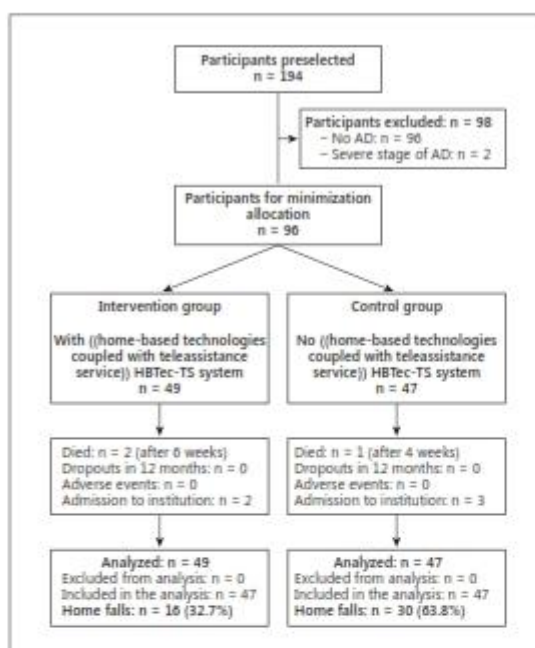 Participants preselected
n = 194
Participants excluded: n = 98
– No AD: n = 96
– Severe stage of AD: n = 2
Participants for minimization
allocation
n = 96
Intervention group
With ((home-based technologies
coupled with teleassistance
service)) HBTec-TS system
n = 49
Control group
No ((home-based technologies
coupled with teleassistance
service)) HBTec-TS system
n = 47
Died: n = 2 (after 6 weeks)
Dropouts in 12 months: n = 0
Adverse events: n = 0
Admission to institution: n = 2
Died: n = 1 (after 4 weeks)
Dropouts in 12 months: n = 0
Adverse events: n = 0
Admission to institution: n = 3
Analyzed: n = 49
Excluded from analysis: n = 0
Included in the analysis: n = 47
Home falls: n = 16 (32.7%)
Analyzed: n = 47
Excluded from analysis: n = 0
Included in the analysis: n = 47
Home falls: n = 30 (63.8%)